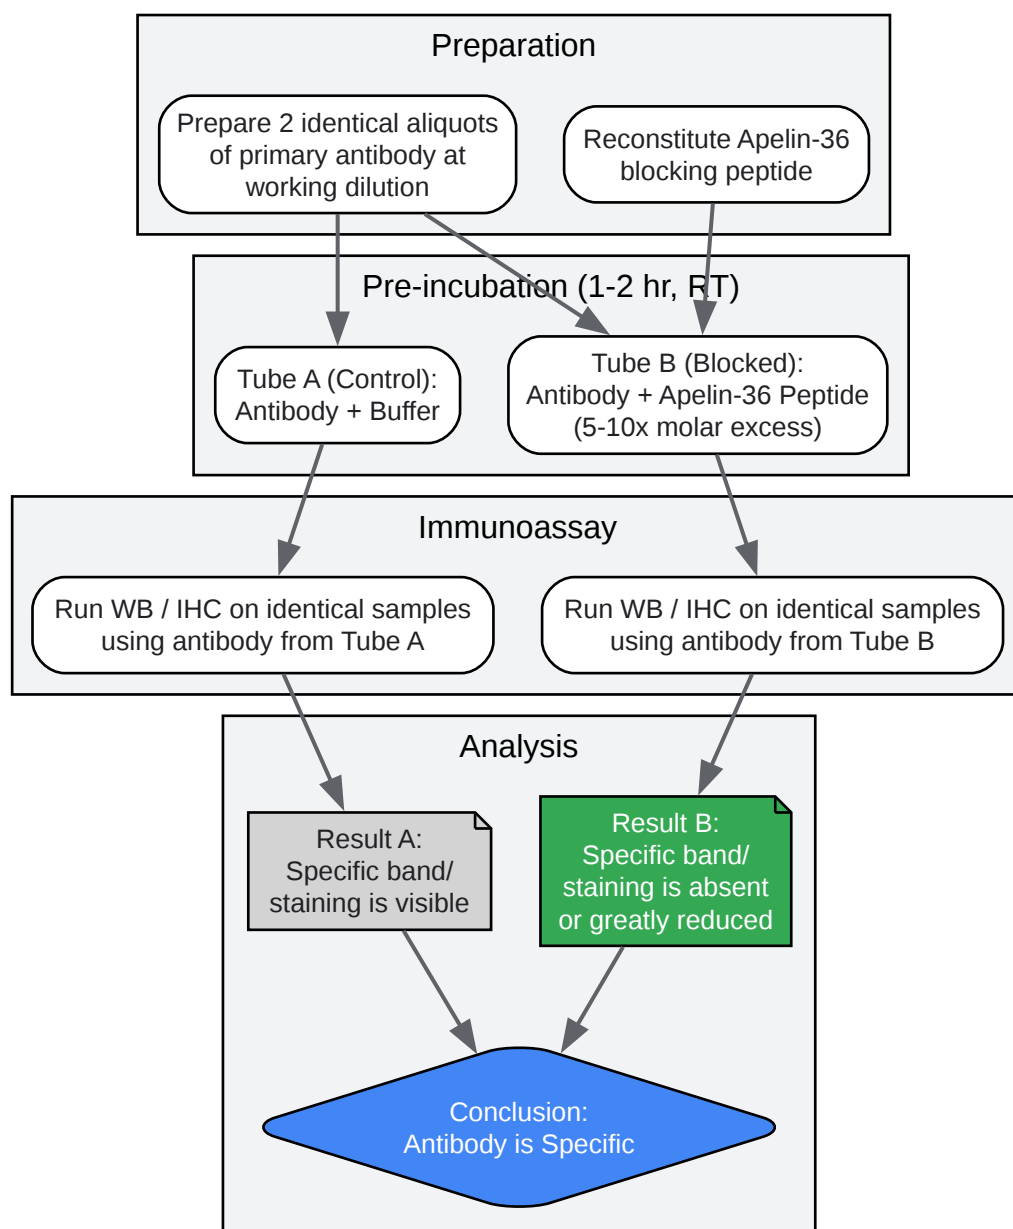 Preparation
Prepare 2 identical aliquots
of primary antibody at
working dilution
Reconstitute Apelin-36
blocking peptide
Pre-incubation (1-2 hr, RT)
Tube A (Control):
Antibody + Buffer
Tube B (Blocked):
Antibody + Apelin-36 Peptide
(5-10x molar excess)
Immunoassay
Run WB / IHC on identical samples
using antibody from Tube A
Run WB / IHC on identical samples
using antibody from Tube B
Analysis
Result A:
Specific band/
staining is visible
Result B:
Specific band/
staining is absent
or greatly reduced
Conclusion:
Antibody is Specific